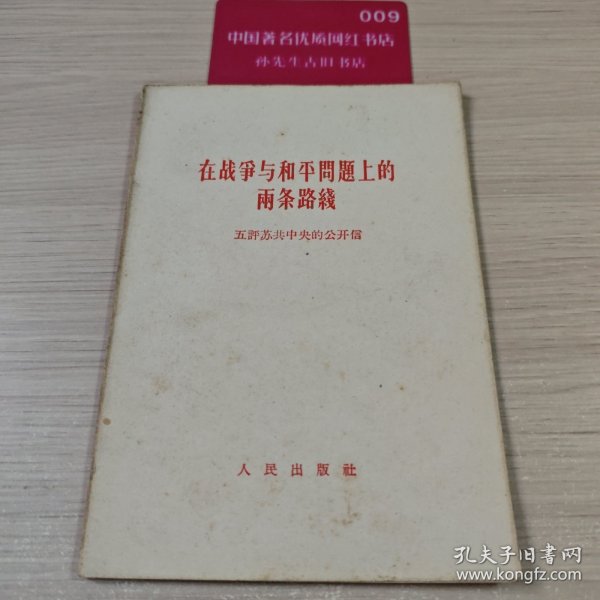 009
中国著名优质网红书店
孙先生古旧书店
在战爭与和平問題上的
兩条路綫
五評苏共中央的公开信
人民出版社
孔夫子旧书网
www.kongfz.com